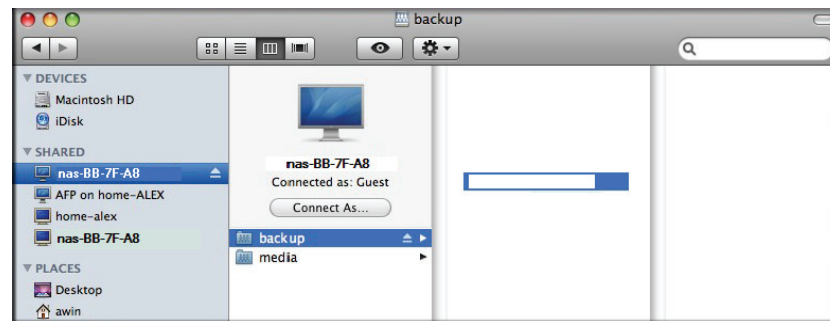 backup
DEVICES
Macintosh HD
iDisk
SHARED
nas-BB-7F-A8
AFP on home-ALEX
home-alex
nas-BB-7F-A8
PLACES
Desktop
awin
nas-BB-7F-A8
Connected as: Guest
Connect As...
backup
media